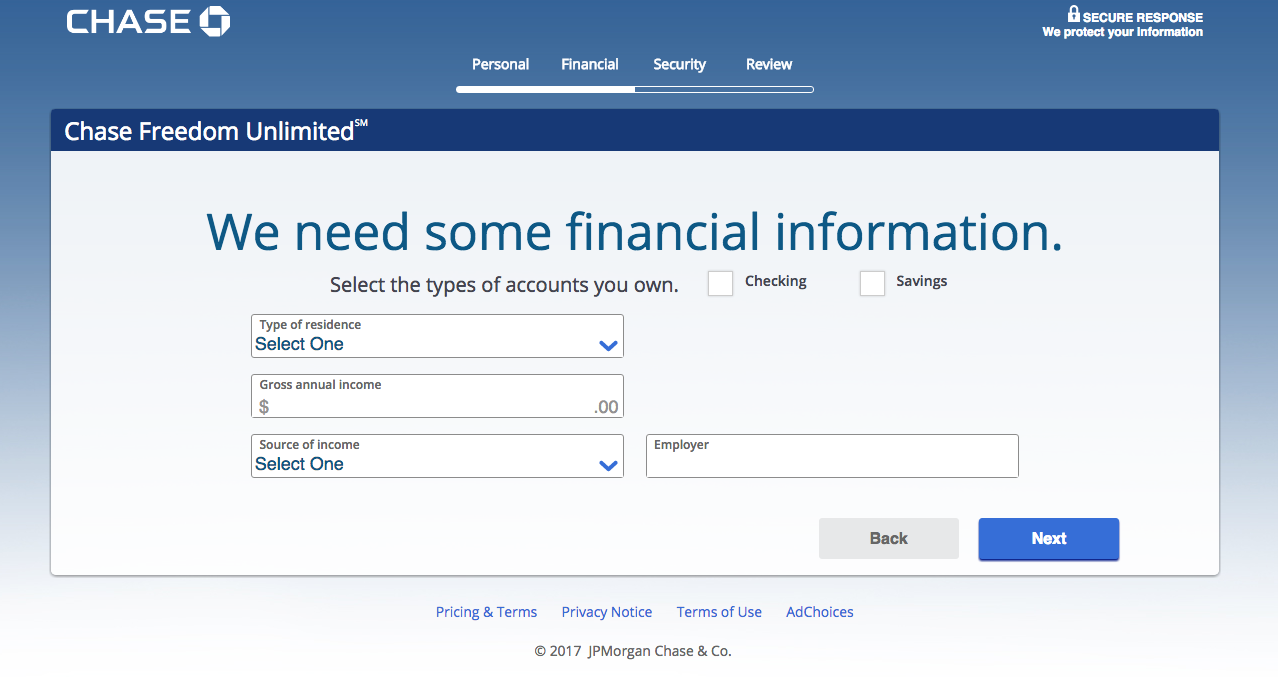 CHASE
SECURE RESPONSE
We protect your information
Personal Financial Security Review
Chase Freedom Unlimited℠
We need some financial information.
Select the types of accounts you own. Checking Savings
Type of residence
Select One
Gross annual income
$ .00
Source of income
Select One
Employer
Back Next
Pricing & Terms Privacy Notice Terms of Use AdChoices
© 2017 JPMorgan Chase & Co.